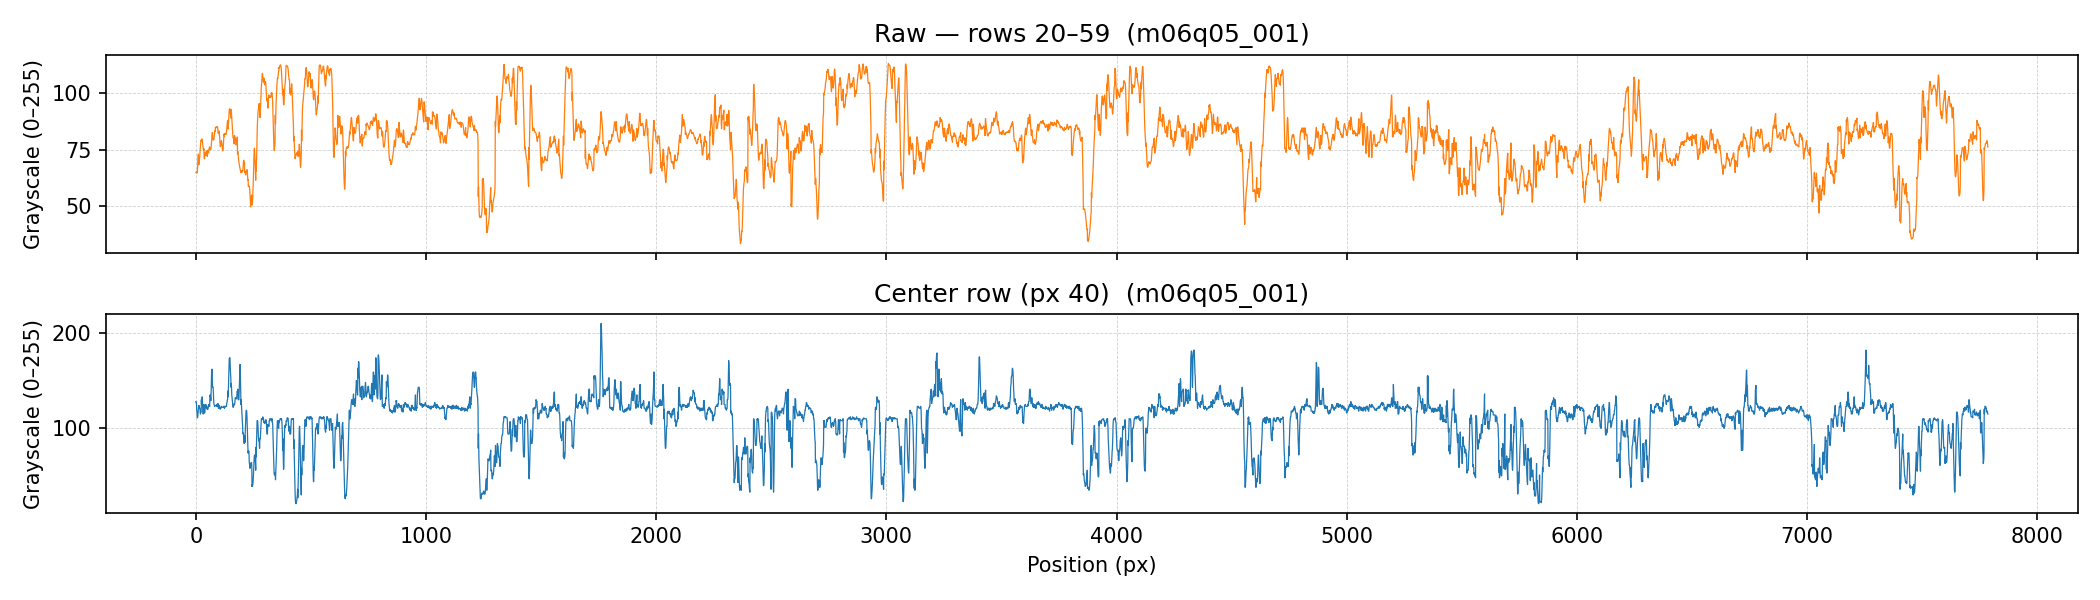 Raw — rows 20–59  (m06q05_001)
Grayscale (0–255)
100
75
50
Center row (px 40)  (m06q05_001)
Grayscale (0–255)
200
100
0 1000 2000 3000 4000 5000 6000 7000 8000
Position (px)